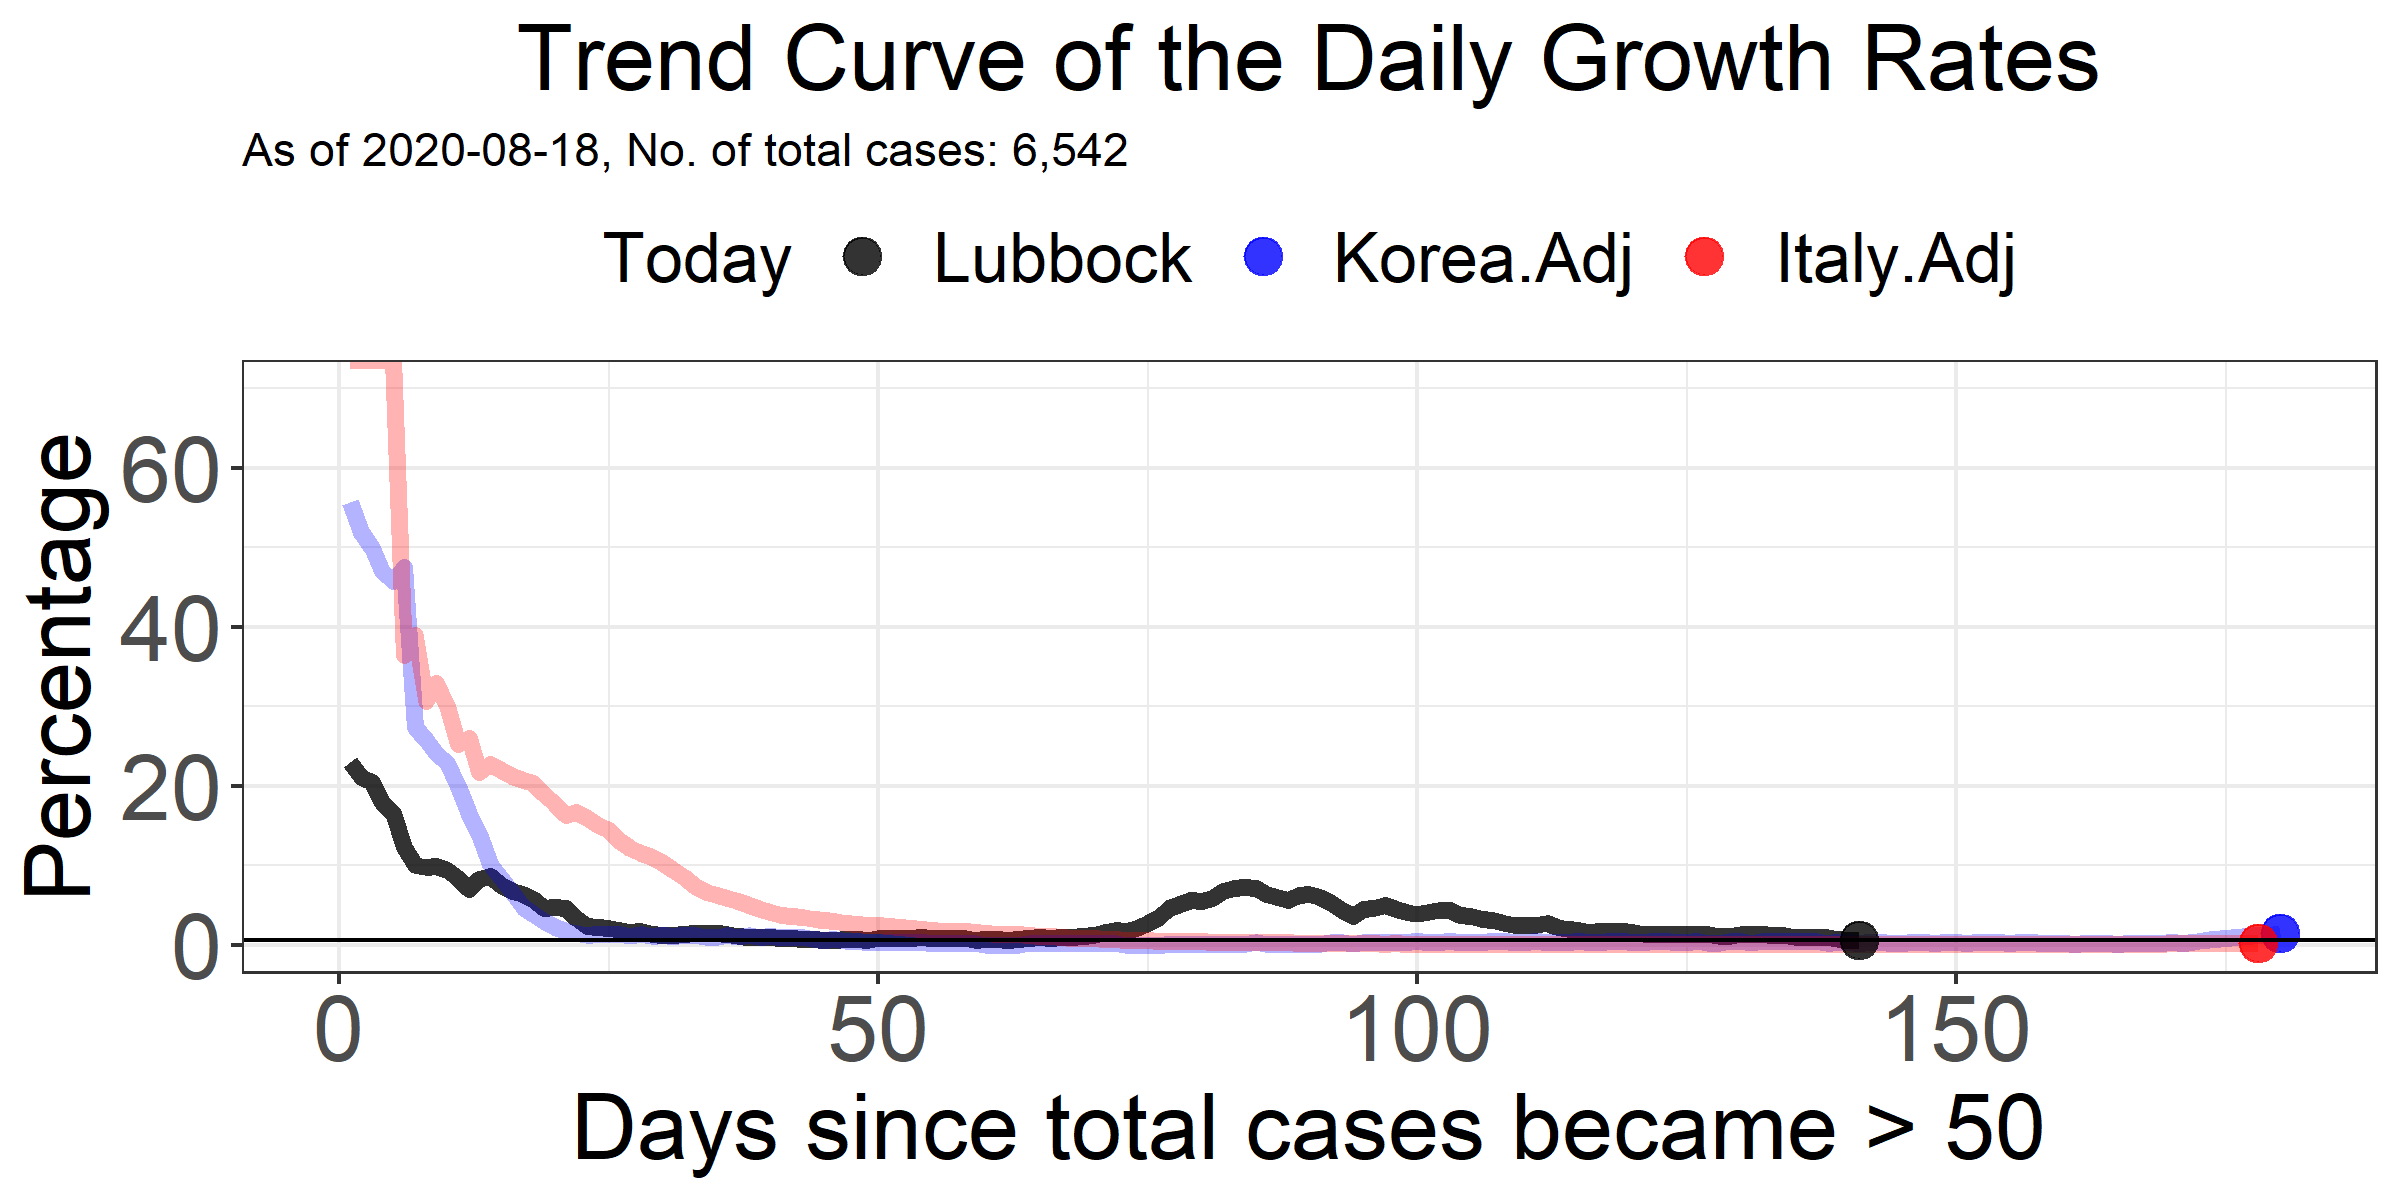 Trend Curve of the Daily Growth Rates
As of 2020-08-18, No. of total cases: 6,542
Today Lubbock Korea.Adj Italy.Adj
Percentage
60
40
20
0
0 50 100 150
Days since total cases became > 50